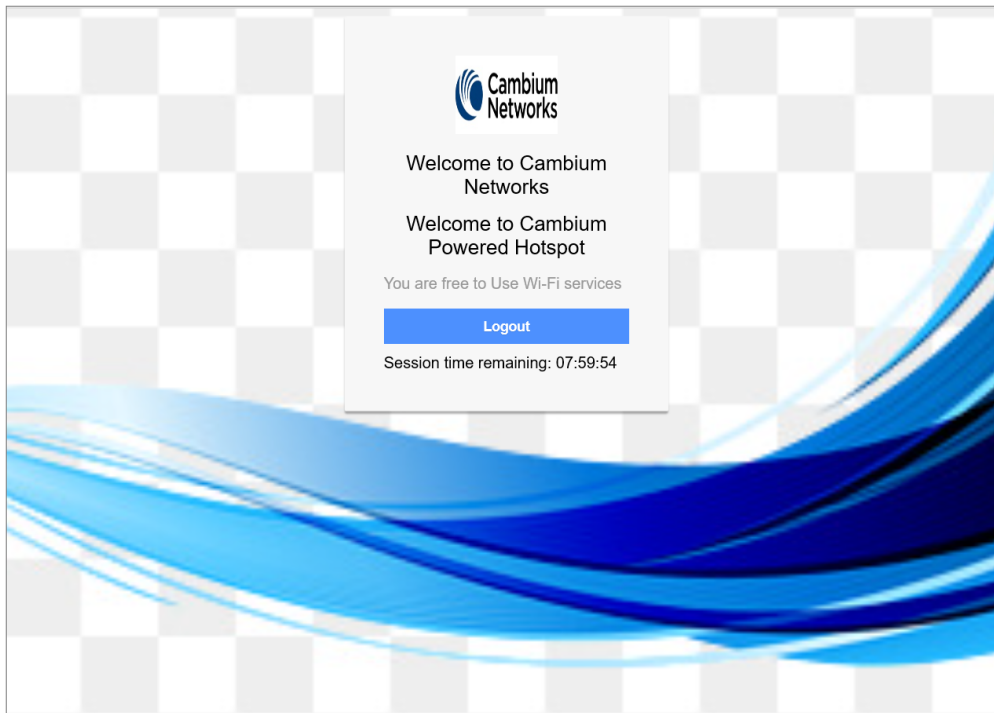 Cambium
Networks
Welcome to Cambium
Networks
Welcome to Cambium
Powered Hotspot
You are free to Use Wi-Fi services
Logout
Session time remaining: 07:59:54